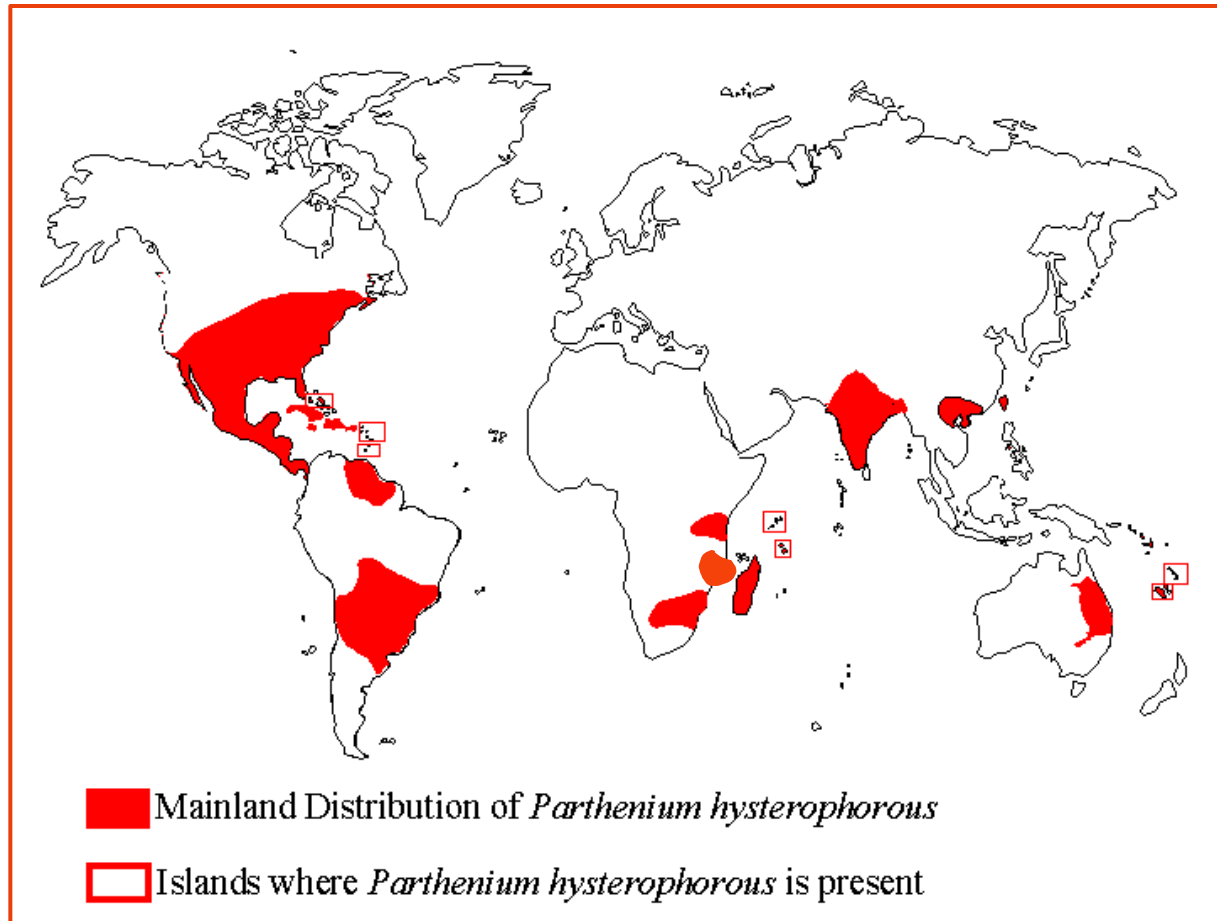 Mainland Distribution of Parthenium hysterophorous
Islands where Parthenium hysterophorous is present